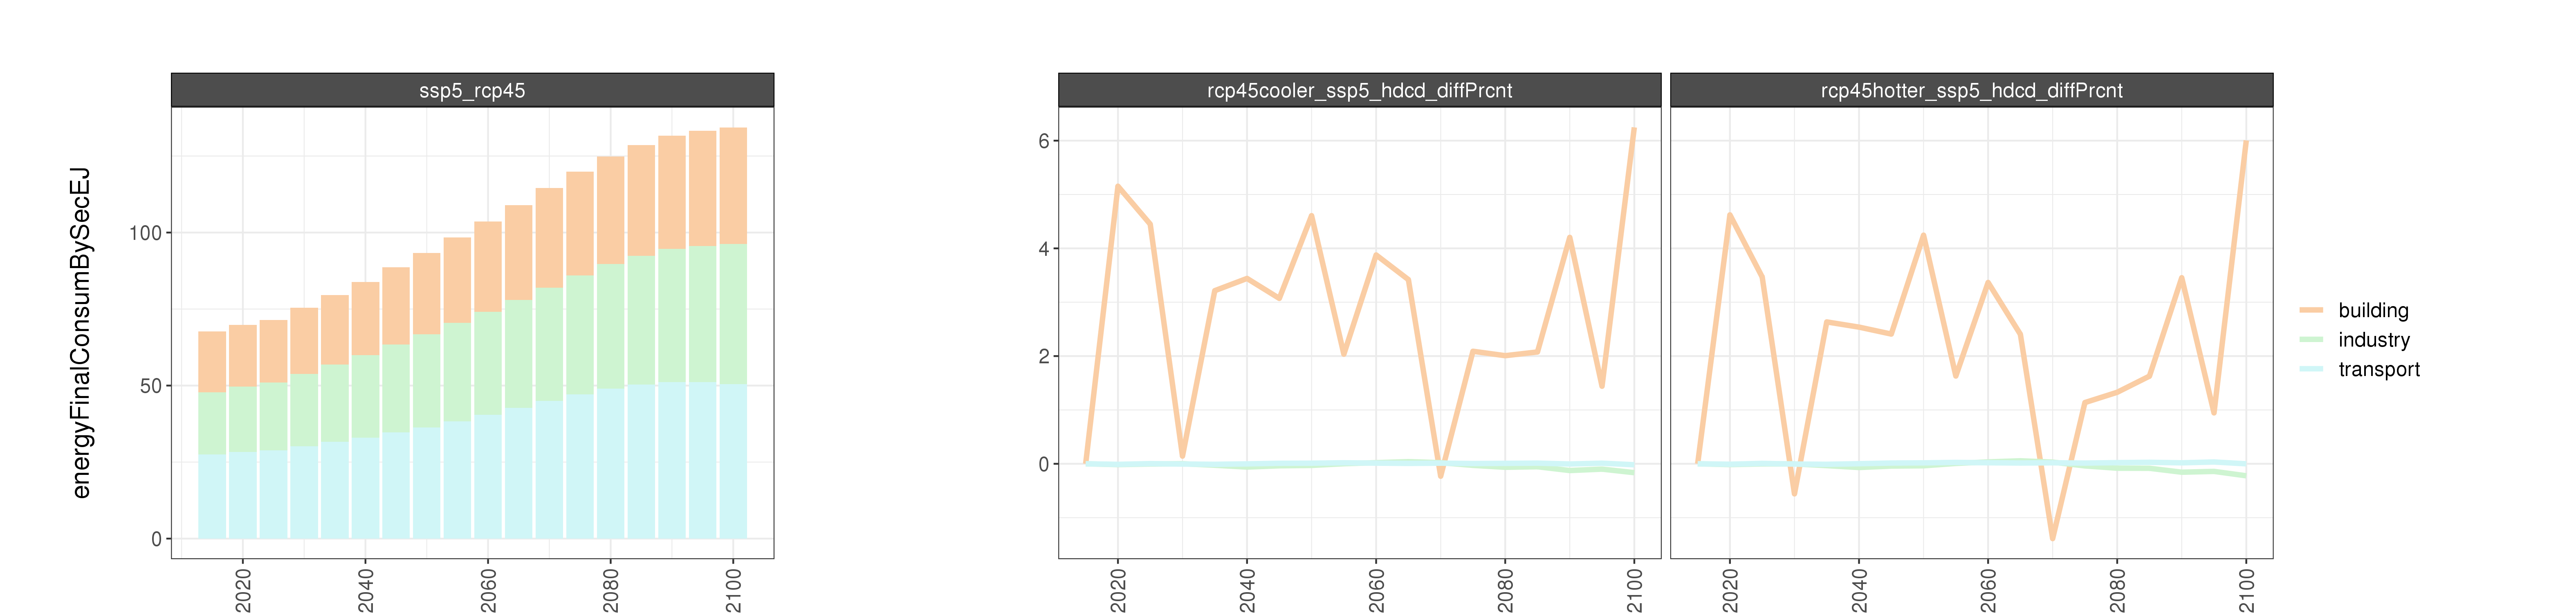 ssp5_rcp45
rcp45cooler_ssp5_hdcd_diffPrcnt
rcp45hotter_ssp5_hdcd_diffPrcnt
energyFinalConsumBySecEJ
100
50
0
6
4
2
0
2020 2040 2060 2080 2100
2020 2040 2060 2080 2100
2020 2040 2060 2080 2100
building
industry
transport